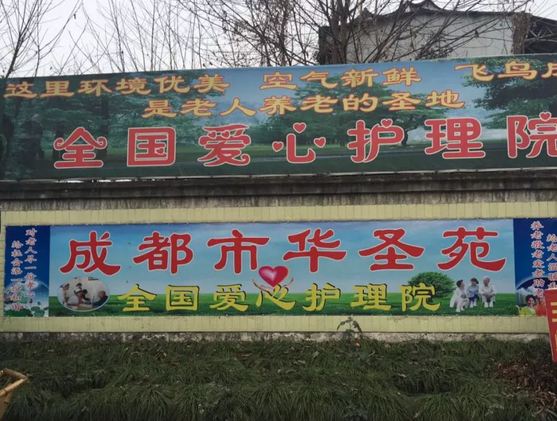 这里环境优美 空气新鲜 飞鸟成
是老人养老的圣地
全国爱心护理院
成都市华圣苑
全国爱心护理院